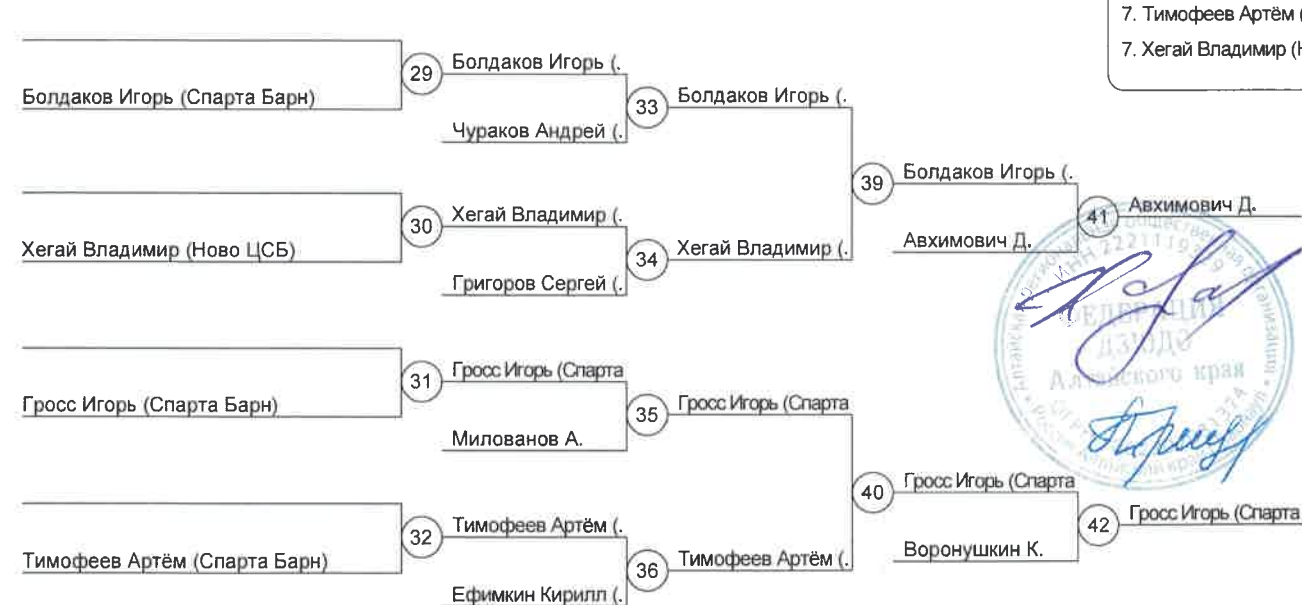 7. Тимофеев Артём (
7. Хегай Владимир (Н
29
Болдаков Игорь (.
Болдаков Игорь (Спарта Барн)
33
Болдаков Игорь (.
Чураков Андрей (.
39
Болдаков Игорь (.
30
Хегай Владимир (.
41
Авхимович Д.
Хегай Владимир (Ново ЦСБ)
34
Хегай Владимир (.
Авхимович Д.
Григоров Сергей (.
ФЕДЕРАЦИЯ
ДЗЮДО
Алтайского края
31
Гросс Игорь (Спарта
Гросс Игорь (Спарта Барн)
35
Гросс Игорь (Спарта
Милованов А.
40
Гросс Игорь (Спарта
32
Тимофеев Артём (.
42
Гросс Игорь (Спарта
Тимофеев Артём (Спарта Барн)
36
Тимофеев Артём (.
Воронушкин К.
Ефимкин Кирилл (.